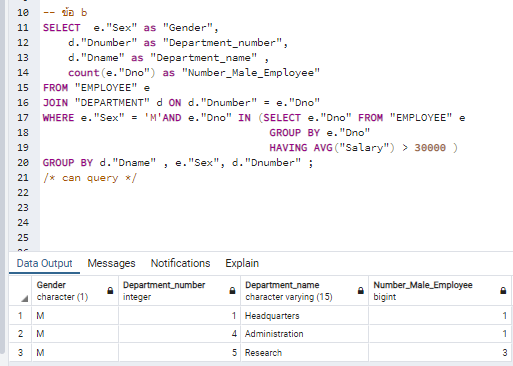 10 -- ข้อ b
11 SELECT e."Sex" as "Gender",
12 d."Dnumber" as "Department_number",
13 d."Dname" as "Department_name" ,
14 count(e."Dno") as "Number_Male_Employee"
15 FROM "EMPLOYEE" e
16 JOIN "DEPARTMENT" d ON d."Dnumber" = e."Dno"
17 WHERE e."Sex" = 'M'AND e."Dno" IN (SELECT e."Dno" FROM "EMPLOYEE" e
18 GROUP BY e."Dno"
19 HAVING AVG("Salary") > 30000 )
20 GROUP BY d."Dname" , e."Sex", d."Dnumber" ;
21 /* can query */
22
23
24
25
Data Output Messages Notifications Explain
Gender Department_number Department_name Number_Male_Employee
character (1) integer character varying (15) bigint
1 M 1 Headquarters 1
2 M 4 Administration 1
3 M 5 Research 3